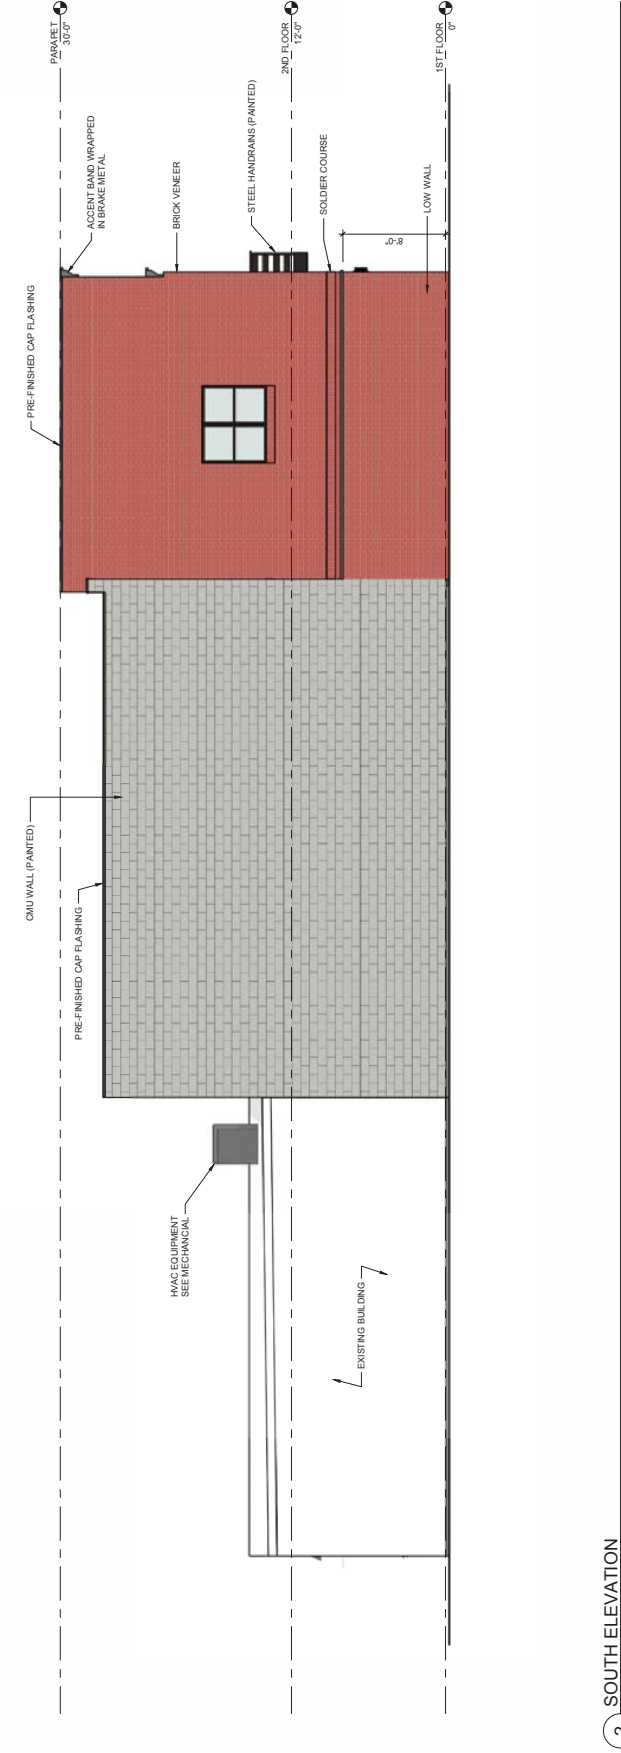 PARAPET
30'-0"
2ND FLOOR
12'-0"
1ST FLOOR
0"
ACCENT BAND WRAPPED
IN BRAKE METAL
BRICK VENEER
STEEL HANDRAINS (PAINTED)
SOLDIER COURSE
LOW WALL
8'-0"
PRE-FINISHED CAP FLASHING
CMU WALL (PAINTED)
PRE-FINISHED CAP FLASHING
HVAC EQUIPMENT
SEE MECHANCIAL
EXISTING BUILDING
SOUTH ELEVATION